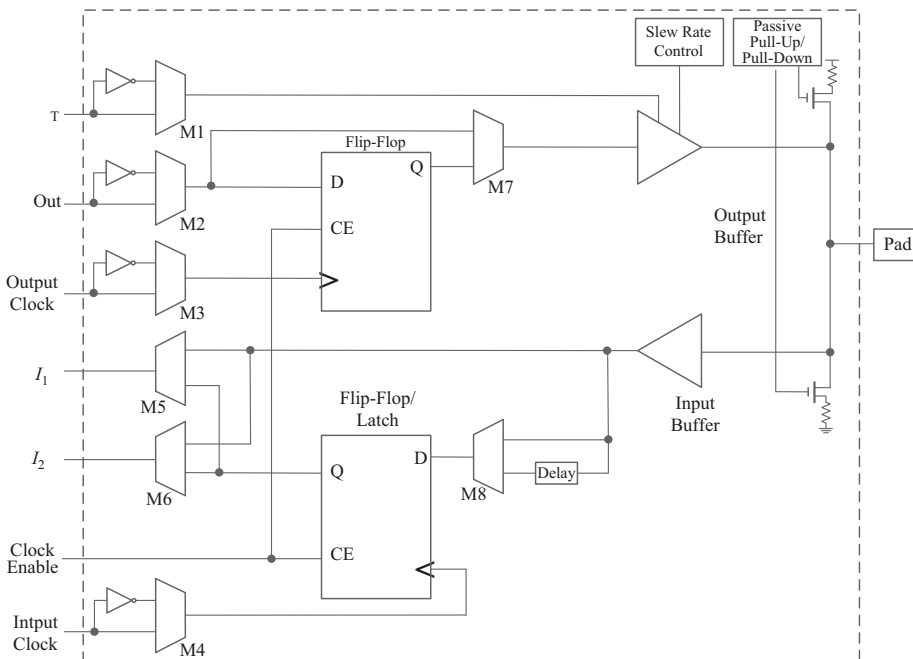 Slew Rate
Control
Passive
Pull-Up/
Pull-Down
T
M1
Flip-Flop
Q
M7
D
Out
M2
CE
Output
Buffer
Pad
Output
Clock
M3
I1
M5
Flip-Flop/
Latch
Input
Buffer
I2
M6
Q
D
M8
Delay
Clock
Enable
CE
Intput
Clock
M4